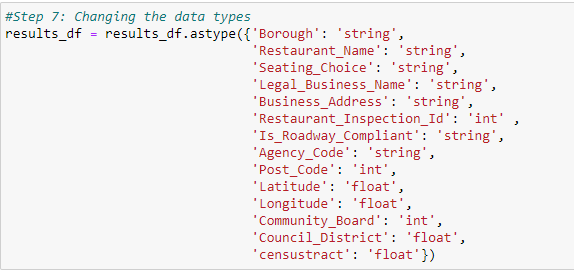 #Step 7: Changing the data types
results_df = results_df.astype({'Borough': 'string',
'Restaurant_Name': 'string',
'Seating_Choice': 'string',
'Legal_Business_Name': 'string',
'Business_Address': 'string',
'Restaurant_Inspection_Id': 'int' ,
'Is_Roadway_Compliant': 'string',
'Agency_Code': 'string',
'Post_Code': 'int',
'Latitude': 'float',
'Longitude': 'float',
'Community_Board': 'int',
'Council_District': 'float',
'censustract': 'float'})